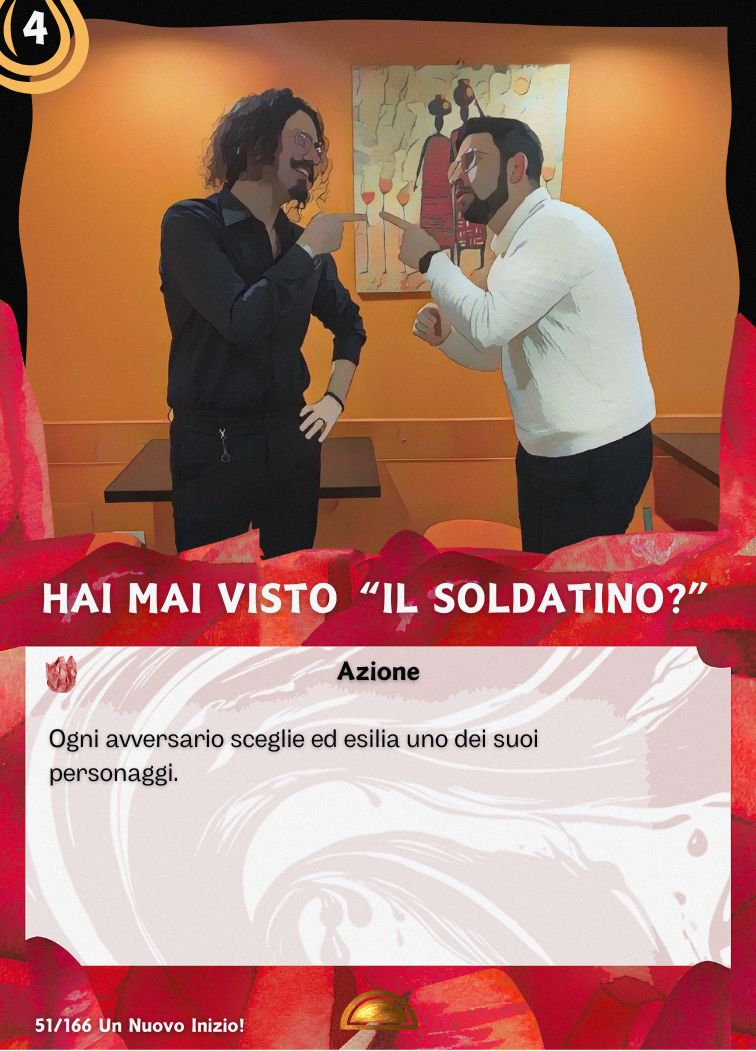 4
HAI MAI VISTO “IL SOLDATINO?”
Azione
Ogni avversario sceglie ed esilia uno dei suoi
personaggi.
51/166 Un Nuovo Inizio!